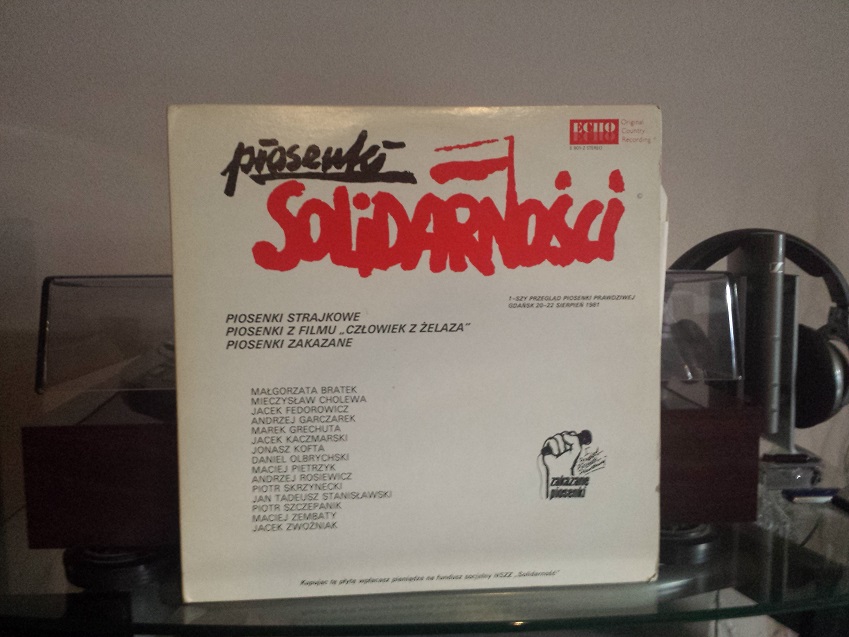 piosenki
SOLiDARNOŚCi
ECHO
Original
Country
Recording
©
1-SZY PRZEGLĄD PIOSENKI PRAWDZIWEJ
GDAŃSK 20-22 SIERPIEŃ 1981
PIOSENKI STRAJKOWE
PIOSENKI Z FILMU „CZŁOWIEK Z ŻELAZA”
PIOSENKI ZAKAZANE
MAŁGORZATA BRATEK
MIECZYSŁAW CHOLEWA
JACEK FEDOROWICZ
ANDRZEJ GARCZAREK
MAREK GRECHUTA
JACEK KACZMARSKI
JONASZ KOFTA
DANIEL OLBRYCHSKI
MACIEJ PIETRZYK
ANDRZEJ ROSIEWICZ
PIOTR SKRZYNECKI
JAN TADEUSZ STANISŁAWSKI
PIOTR SZCZEPANIK
MACIEJ ZEMBATY
JACEK ZWOŹNIAK
zakazane
piosenki
Kupując tę płytę wpłacasz pieniądze na fundusz socjalny NSZZ „Solidarność”